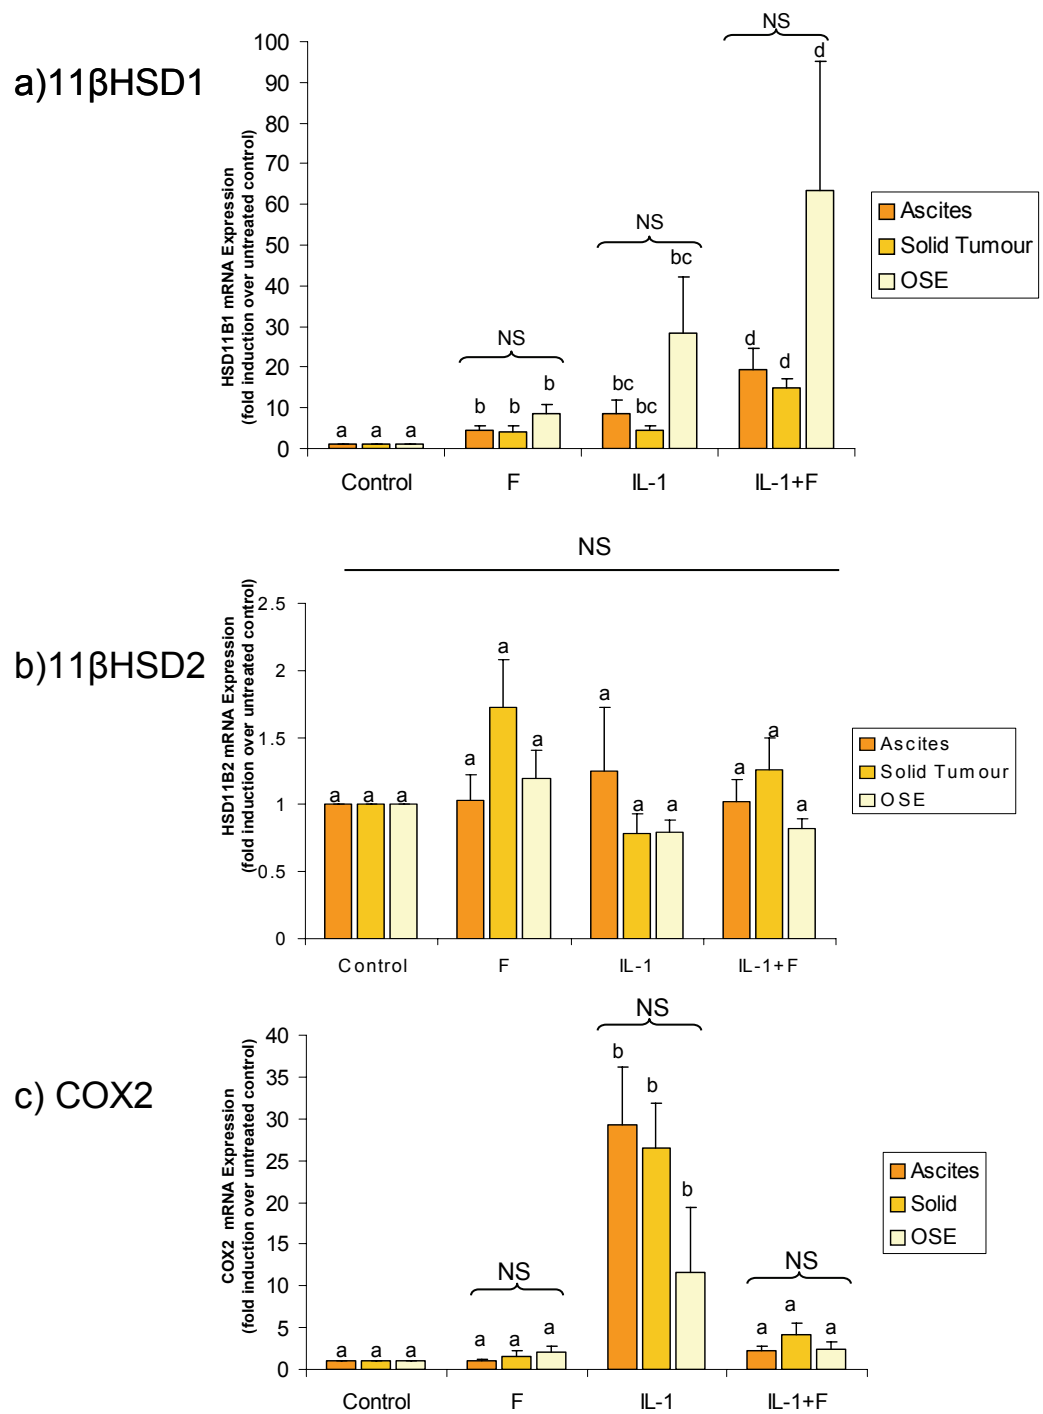 a)11βHSD1
HSD11B1 mRNA Expression
(fold induction over untreated control)
100
90
80
70
60
50
40
30
20
10
0
NS
NS
NS
a a a
b b b
bc bc bc
d d d
Control F IL-1 IL-1+F
Ascites
Solid Tumour
OSE
NS
b)11βHSD2
HSD11B2 mRNA Expression
(fold induction over untreated control)
2.5
2
1.5
1
0.5
0
a a a
a a a
a a a
a a a
Control F IL-1 IL-1+F
Ascites
Solid Tumour
OSE
c) COX2
COX2 mRNA Expression
(fold induction over untreated control)
40
35
30
25
20
15
10
5
0
NS
NS
NS
a a a
a a a
b b b
a a a
Control F IL-1 IL-1+F
Ascites
Solid
OSE